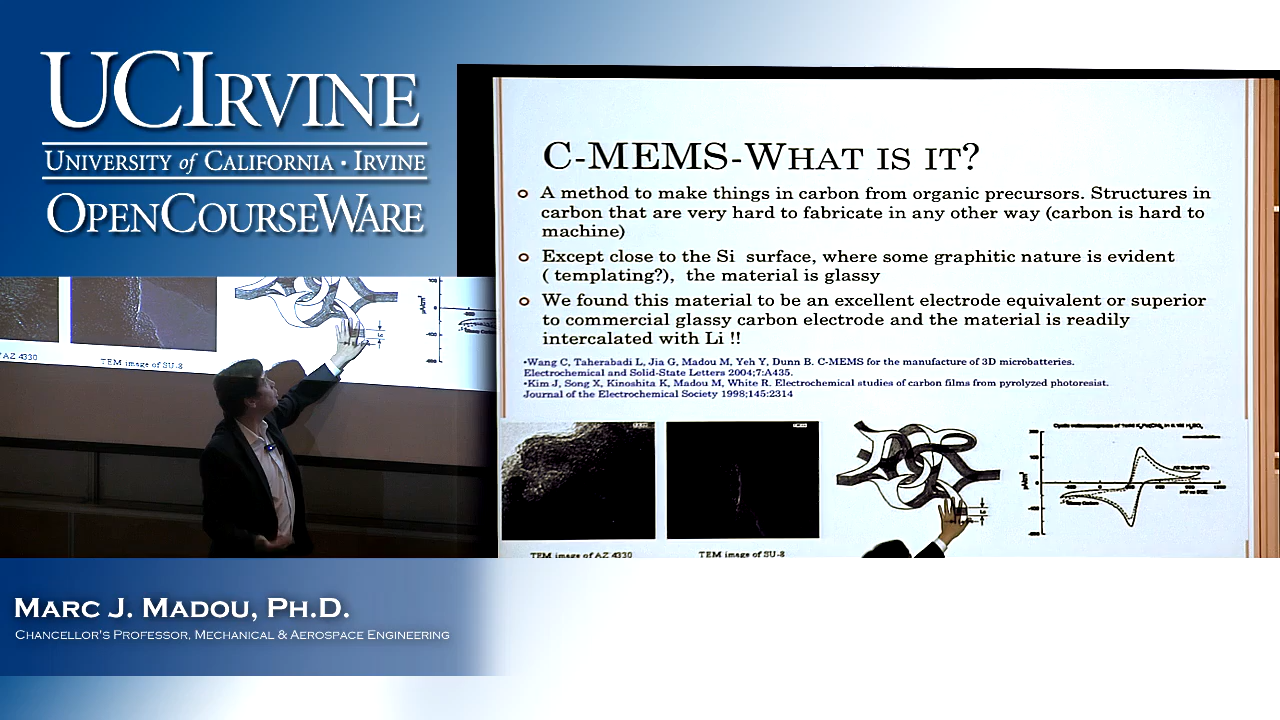 UCIRVINE
UNIVERSITY of CALIFORNIA · IRVINE
OPENCOURSEWARE
AZ 4330
TEM image of SU-8
MARC J. MADOU, PH.D.
CHANCELLOR'S PROFESSOR, MECHANICAL & AEROSPACE ENGINEERING
C-MEMS-WHAT IS IT?
A method to make things in carbon from organic precursors. Structures in
carbon that are very hard to fabricate in any other way (carbon is hard to
machine)
Except close to the Si surface, where some graphitic nature is evident
( templating?), the material is glassy
We found this material to be an excellent electrode equivalent or superior
to commercial glassy carbon electrode and the material is readily
intercalated with Li !!
•Wang C, Taherabadi L, Jia G, Madou M, Yeh Y, Dunn B. C-MEMS for the manufacture of 3D microbatteries.
Electrochemical and Solid-State Letters 2004;7:A435.
•Kim J, Song X, Kinoshita K, Madou M, White R. Electrochemical studies of carbon films from pyrolyzed photoresist.
Journal of the Electrochemical Society 1998;145:2314
TEM image of AZ 4330
TEM image of SU-8